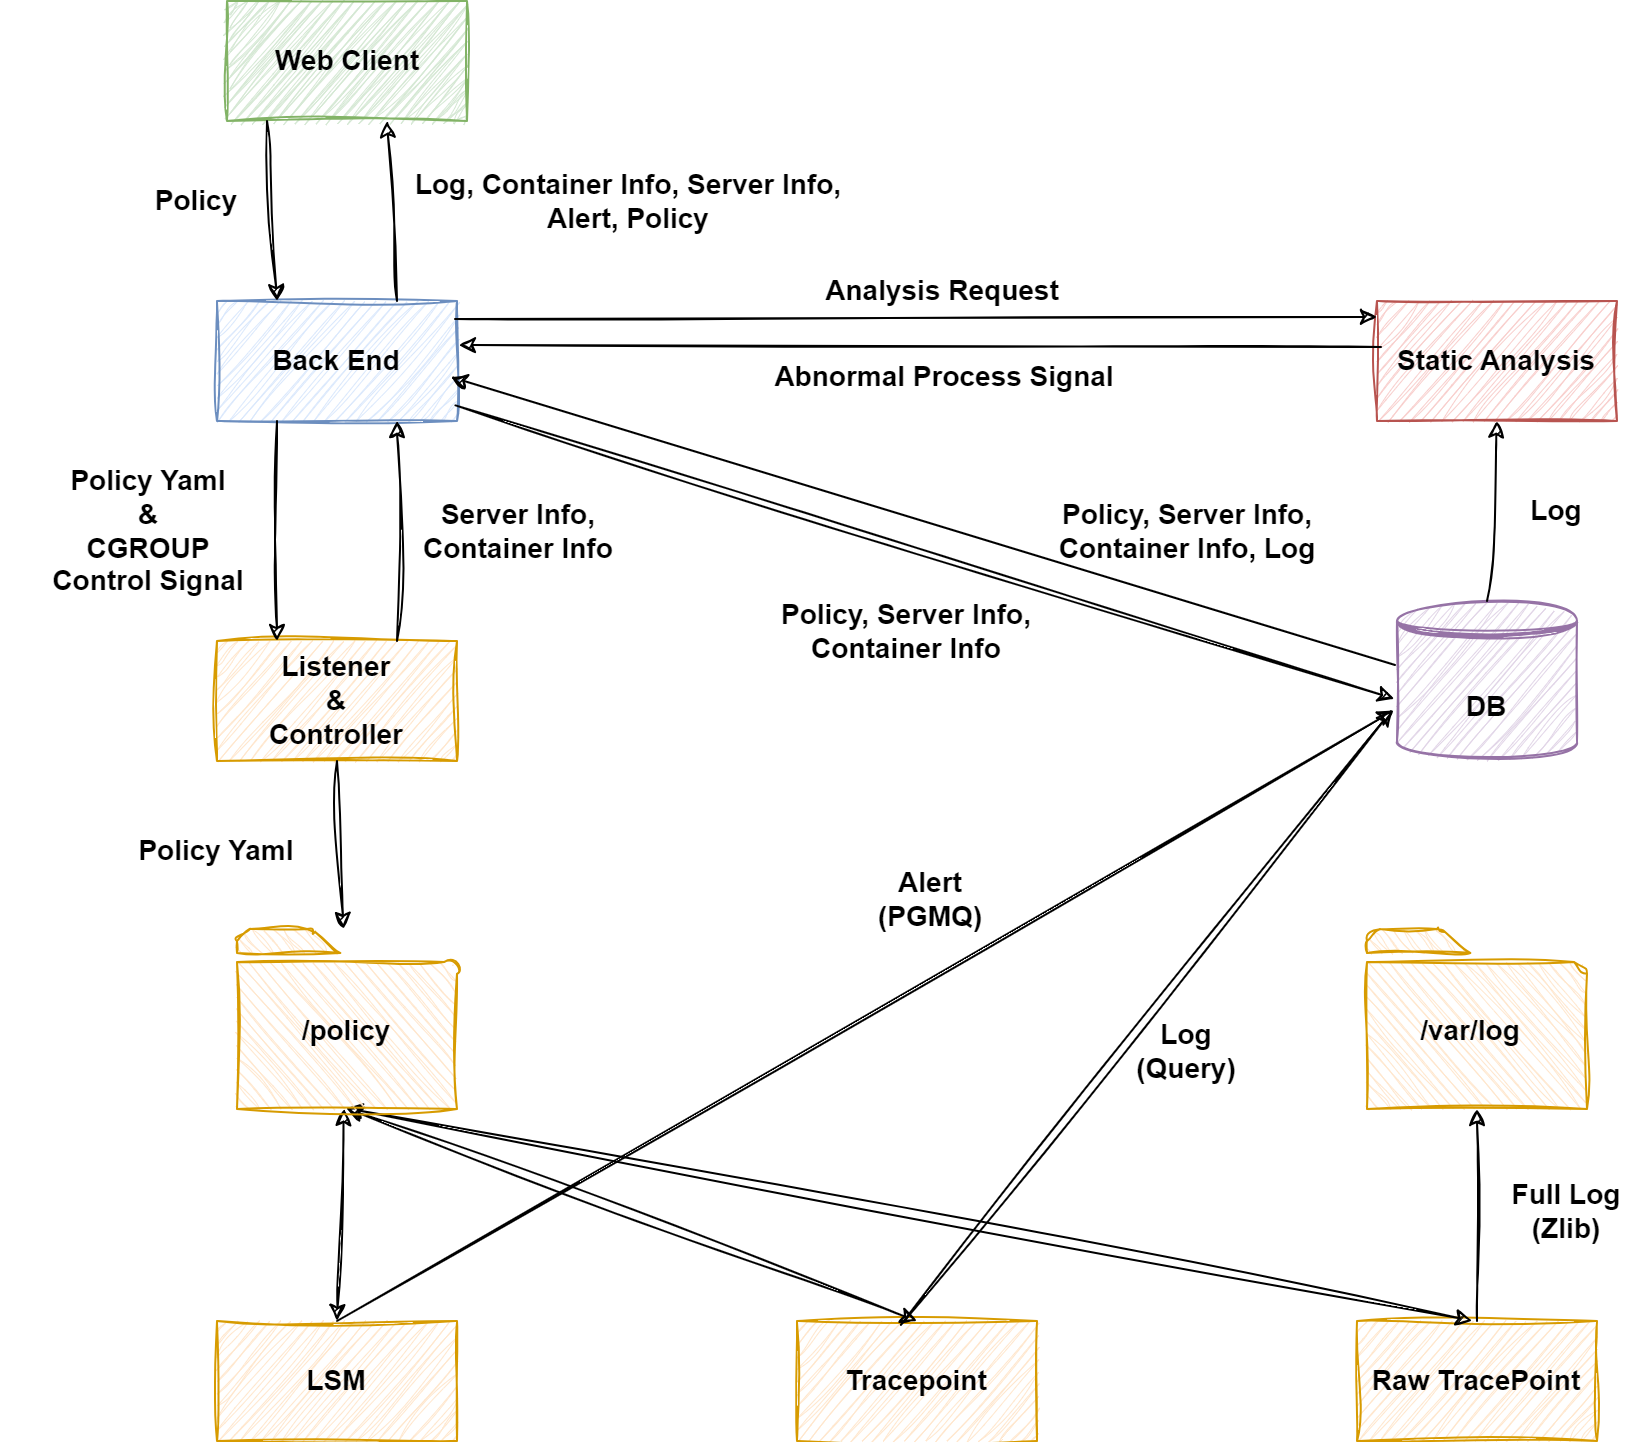 Web Client
Policy
Log, Container Info, Server Info,
Alert, Policy
Analysis Request
Back End
Static Analysis
Abnormal Process Signal
Policy Yaml
&
CGROUP
Control Signal
Server Info,
Container Info
Policy, Server Info,
Container Info, Log
Log
Policy, Server Info,
Container Info
Listener
&
Controller
DB
Policy Yaml
Alert
(PGMQ)
/policy
Log
(Query)
/var/log
Full Log
(Zlib)
LSM
Tracepoint
Raw TracePoint